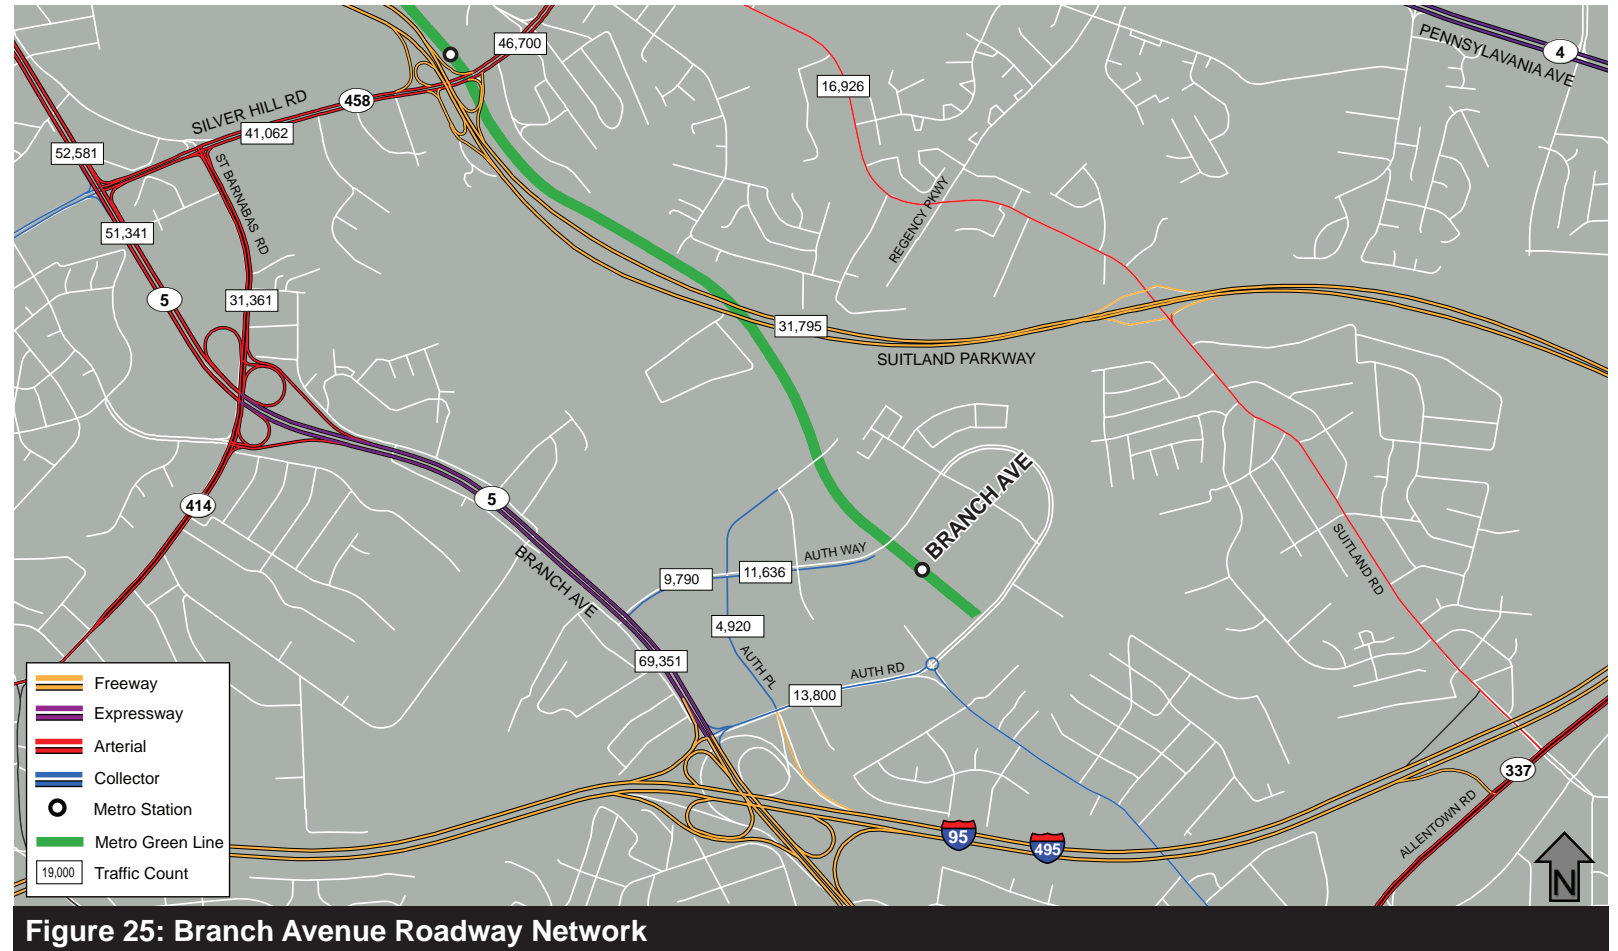 46,700
PENNSYLAVANIA AVE
4
16,926
SILVER HILL RD
458
41,062
52,581
ST BARNABAS RD
REGENCY PKWY
51,341
5
31,361
31,795
SUITLAND PARKWAY
5
414
BRANCH AVE
BRANCH AVE
SUITLAND RD
AUTH WAY
9,790
11,636
4,920
69,351
AUTH PL
AUTH RD
13,800
Freeway
Expressway
Arterial
Collector
Metro Station
Metro Green Line
19,000
Traffic Count
337
ALLENTOWN RD
95
495
N
Figure 25: Branch Avenue Roadway Network